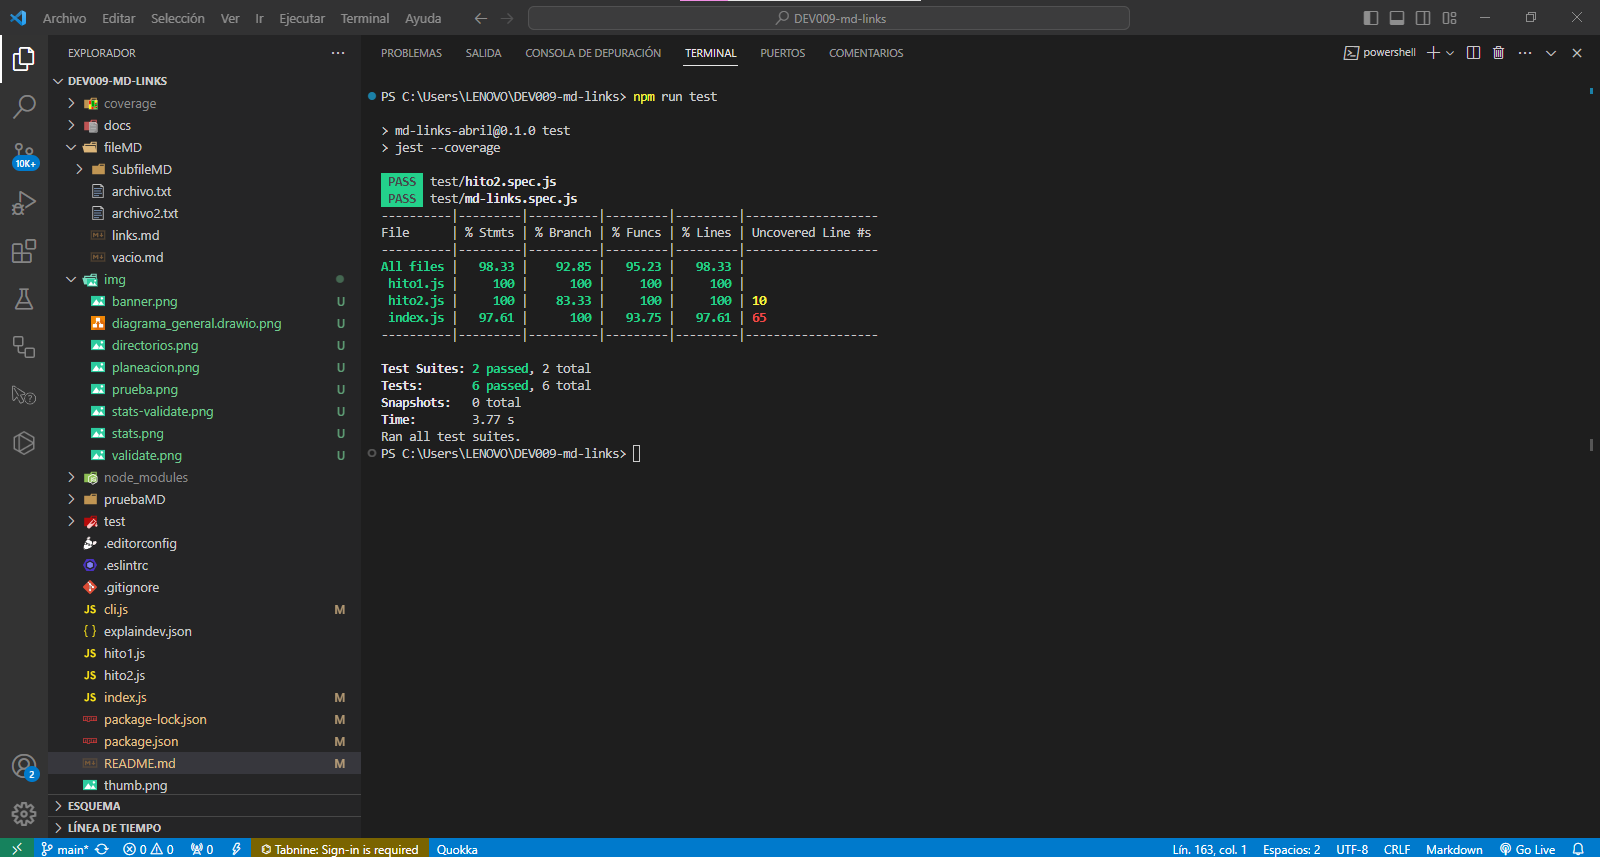 Archivo Editar Selección Ver Ir Ejecutar Terminal Ayuda
DEV009-md-links
EXPLORADOR
DEV009-MD-LINKS
coverage
docs
fileMD
SubfileMD
archivo.txt
archivo2.txt
links.md
vacio.md
img
banner.png U
diagrama_general.drawio.png U
directorios.png U
planeacion.png U
prueba.png U
stats-validate.png U
stats.png U
validate.png U
node_modules
pruebaMD
test
.editorconfig
.eslintrc
.gitignore
JS cli.js M
{ } explaindev.json
JS hito1.js
JS hito2.js
JS index.js M
package-lock.json M
package.json M
README.md M
thumb.png
ESQUEMA
LÍNEA DE TIEMPO
10K+
2
PROBLEMAS SALIDA CONSOLA DE DEPURACIÓN TERMINAL PUERTOS COMENTARIOS
powershell
PS C:\Users\LENOVO\DEV009-md-links> npm run test
> md-links-abril@0.1.0 test
> jest --coverage
PASS test/hito2.spec.js
PASS test/md-links.spec.js
----------|---------|----------|---------|---------|-------------------
File | % Stmts | % Branch | % Funcs | % Lines | Uncovered Line #s
----------|---------|----------|---------|---------|-------------------
All files | 98.33 | 92.85 | 95.23 | 98.33 |
hito1.js | 100 | 100 | 100 | 100 |
hito2.js | 100 | 83.33 | 100 | 100 | 10
index.js | 97.61 | 100 | 93.75 | 97.61 | 65
----------|---------|----------|---------|---------|-------------------
Test Suites: 2 passed, 2 total
Tests: 6 passed, 6 total
Snapshots: 0 total
Time: 3.77 s
Ran all test suites.
PS C:\Users\LENOVO\DEV009-md-links>
main* 0 0 0 Tabnine: Sign-in is required Quokka Lín. 163, col. 1 Espacios: 2 UTF-8 CRLF Markdown Go Live